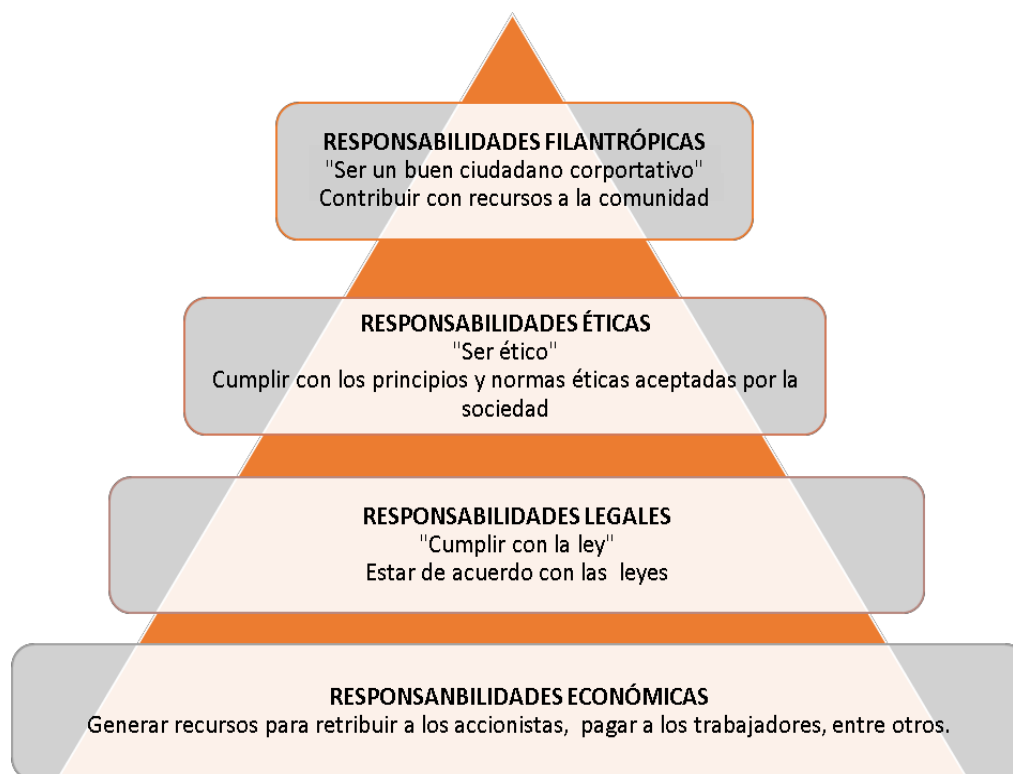 RESPONSABILIDADES FILANTRÓPICAS
"Ser un buen ciudadano corportativo"
Contribuir con recursos a la comunidad
RESPONSABILIDADES ÉTICAS
"Ser ético"
Cumplir con los principios y normas éticas aceptadas por la
sociedad
RESPONSABILIDADES LEGALES
"Cumplir con la ley"
Estar de acuerdo con las leyes
RESPONSANBILIDADES ECONÓMICAS
Generar recursos para retribuir a los accionistas, pagar a los trabajadores, entre otros.